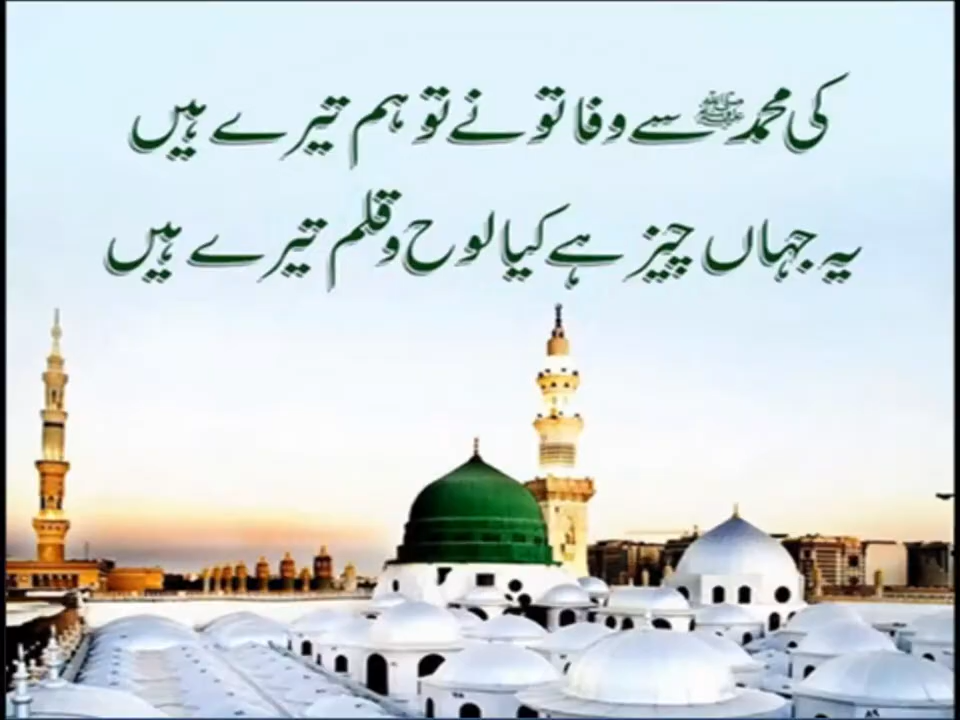 کی محمد ﷺ سے وفا تو نے تو ہم تیرے ہیں
یہ جہاں چیز ہے کیا لوح و قلم تیرے ہیں